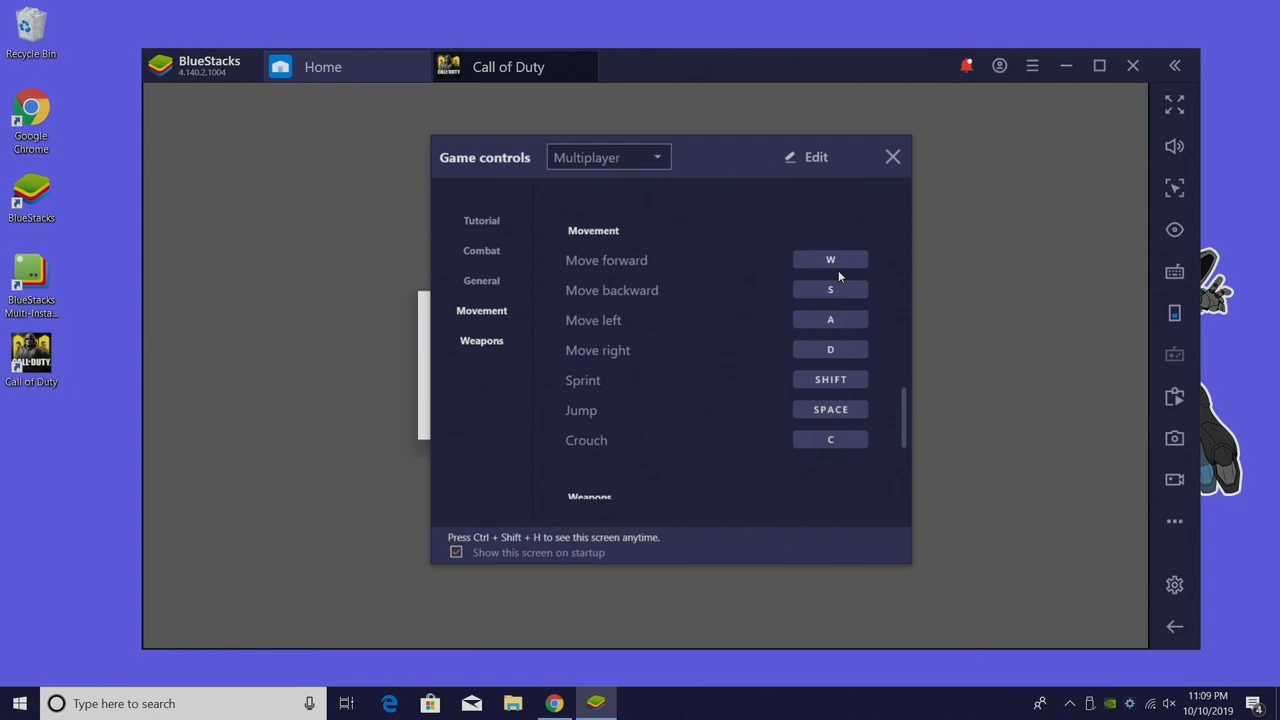 Recycle Bin
Google
Chrome
BlueStacks
BlueStacks
Multi-Insta...
Call of Duty
BlueStacks
4.140.2.1004
Home
Call of Duty
Game controls
Multiplayer
Edit
Tutorial
Combat
General
Movement
Weapons
Movement
Move forward W
Move backward S
Move left A
Move right D
Sprint SHIFT
Jump SPACE
Crouch C
Weapons
Press Ctrl + Shift + H to see this screen anytime.
Show this screen on startup
Type here to search
11:09 PM
10/10/2019
4